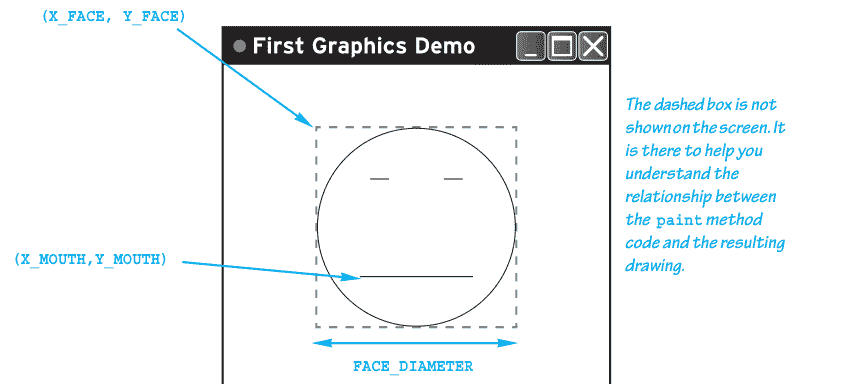 (X_FACE, Y_FACE)
First Graphics Demo
The dashed box is not
shown on the screen. It
is there to help you
understand the
relationship between
the paint method
code and the resulting
drawing.
(X_MOUTH,Y_MOUTH)
FACE_DIAMETER